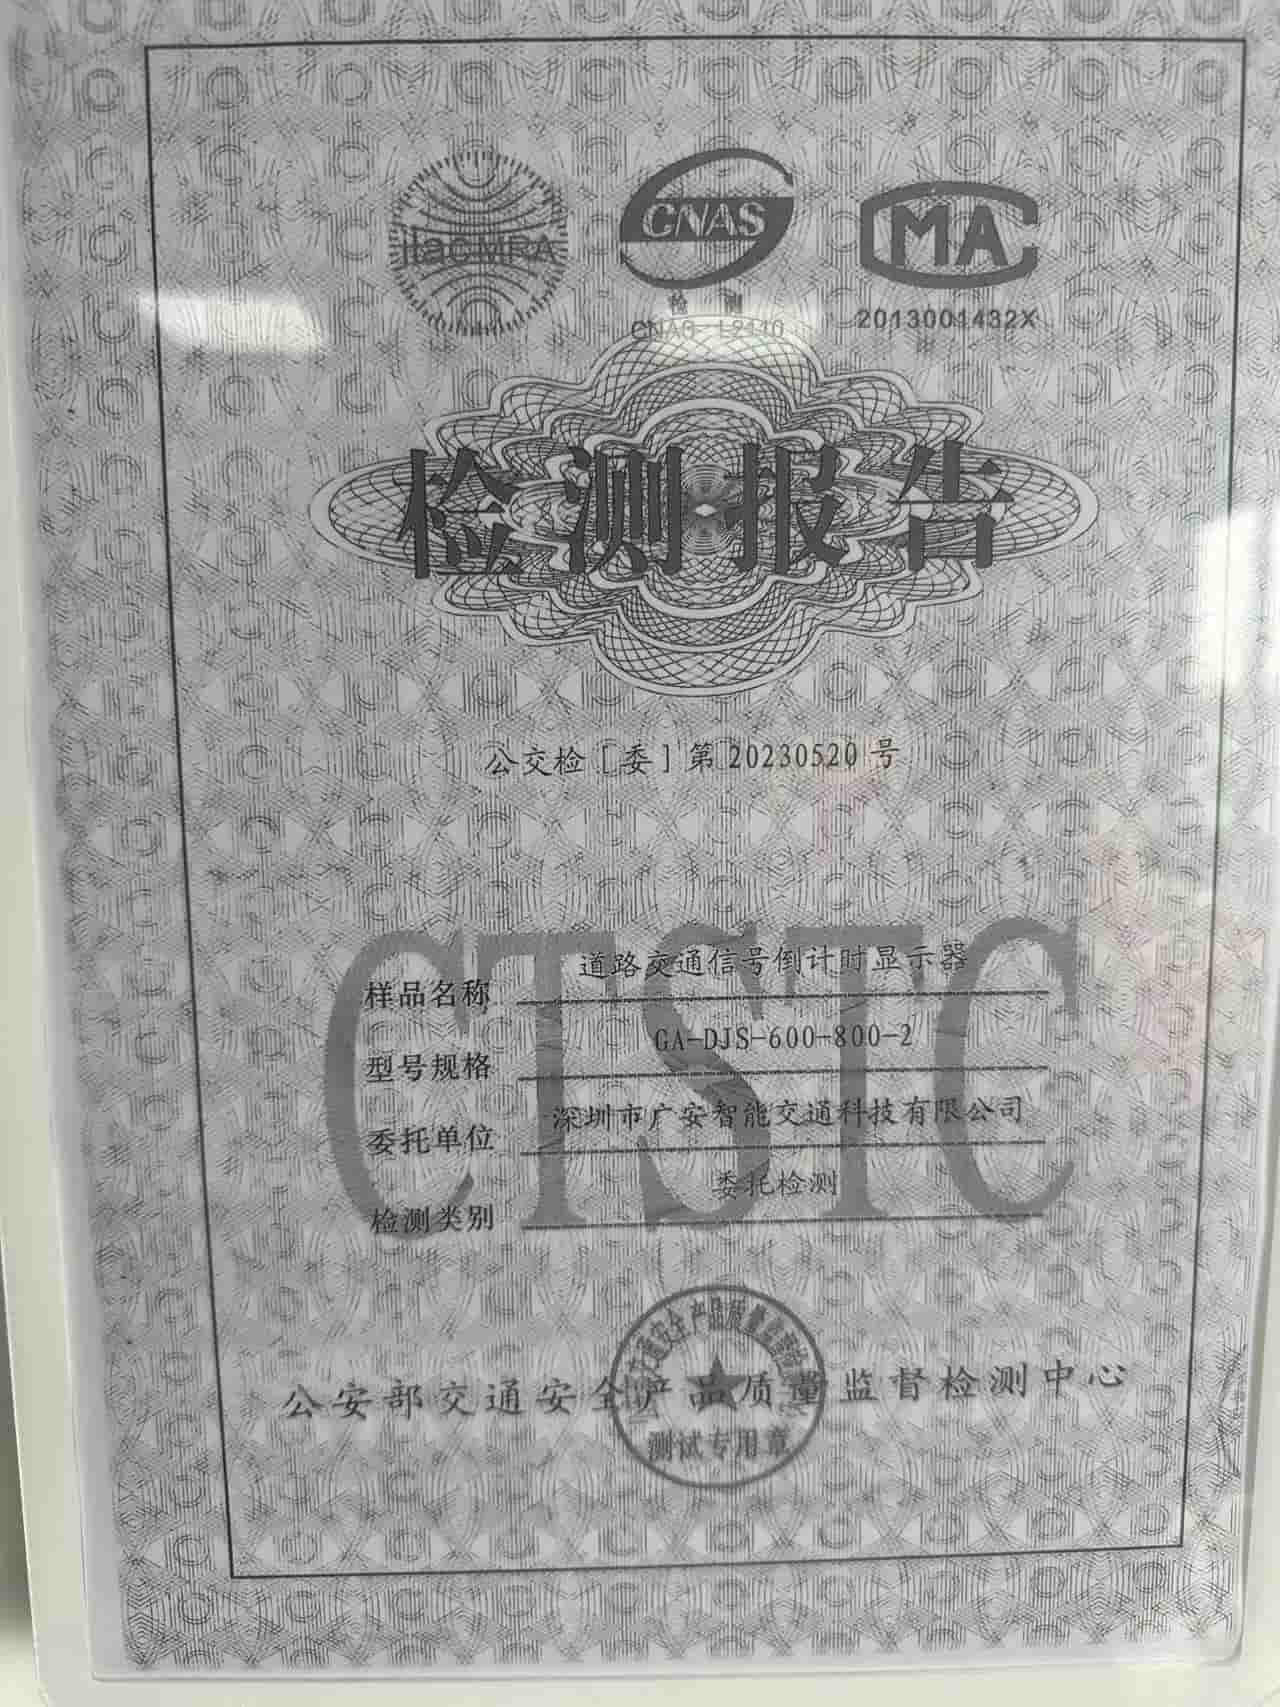 ilac-MRA
CNAS
MA
检 测
CNAS L2440
2013001432X
检测报告
公交检[委]第20230520号
CTSTC
样品名称 道路交通信号倒计时显示器
型号规格 GA-DJS-600-800-2
委托单位 深圳市广安智能交通科技有限公司
检测类别 委托检测
公安部交通安全产品质量监督检测中心
测试专用章